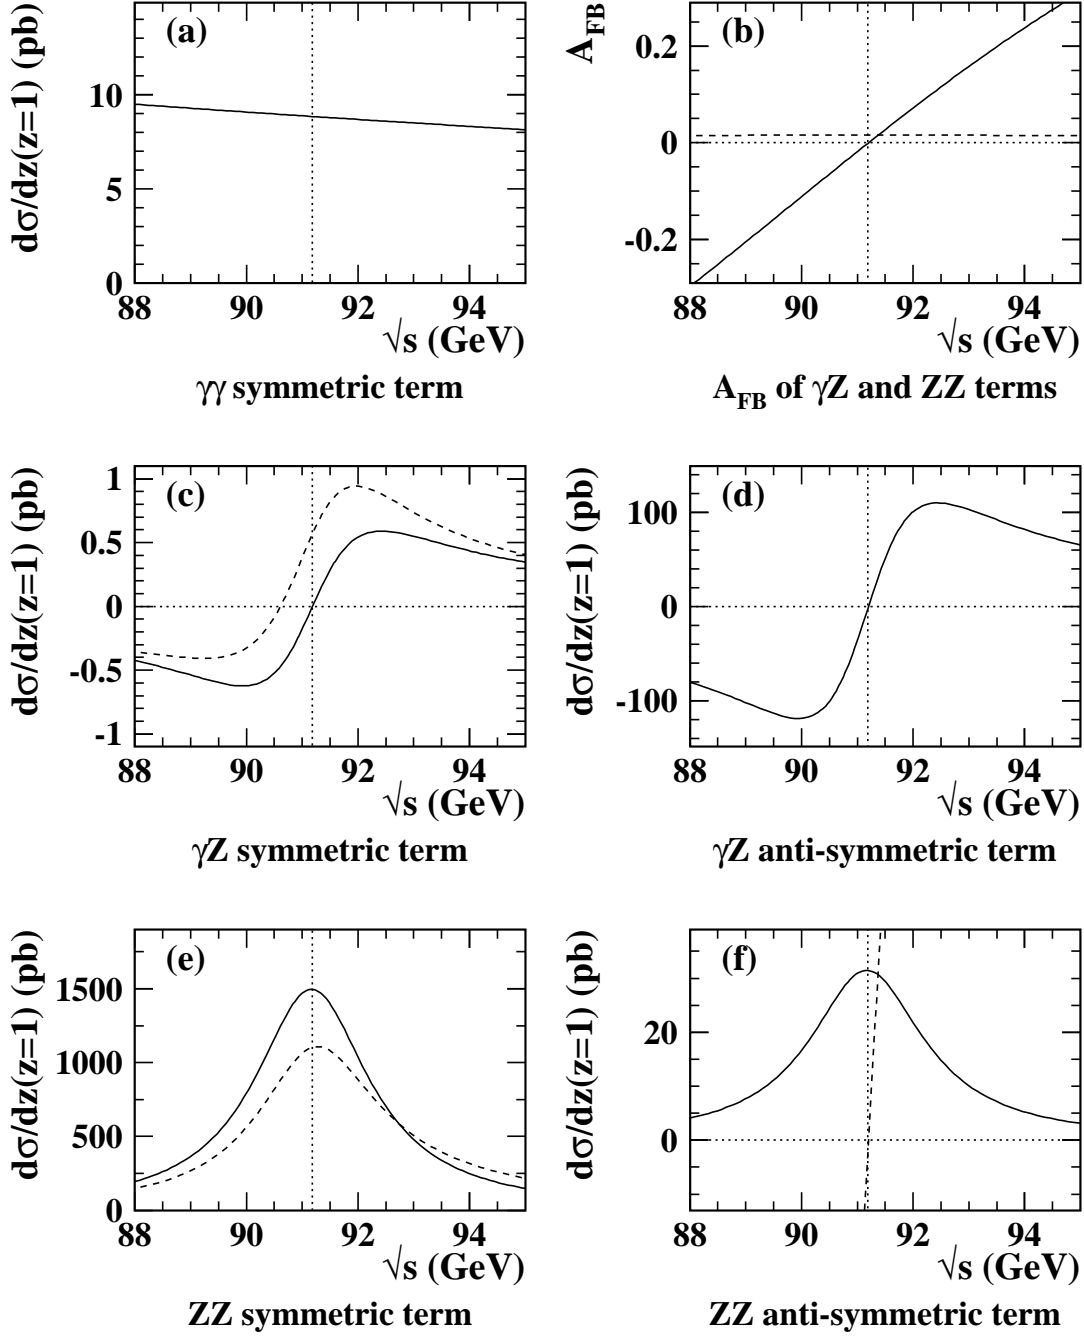 (a)
dσ/dz(z=1) (pb)
10
5
0
88 90 92 94
√s (GeV)
γγ symmetric term
(b)
A_FB
0.2
0
-0.2
88 90 92 94
√s (GeV)
A_FB of γZ and ZZ terms
(c)
dσ/dz(z=1) (pb)
1
0.5
0
-0.5
-1
88 90 92 94
√s (GeV)
γZ symmetric term
(d)
dσ/dz(z=1) (pb)
100
0
-100
88 90 92 94
√s (GeV)
γZ anti-symmetric term
(e)
dσ/dz(z=1) (pb)
1500
1000
500
0
88 90 92 94
√s (GeV)
ZZ symmetric term
(f)
dσ/dz(z=1) (pb)
20
0
88 90 92 94
√s (GeV)
ZZ anti-symmetric term